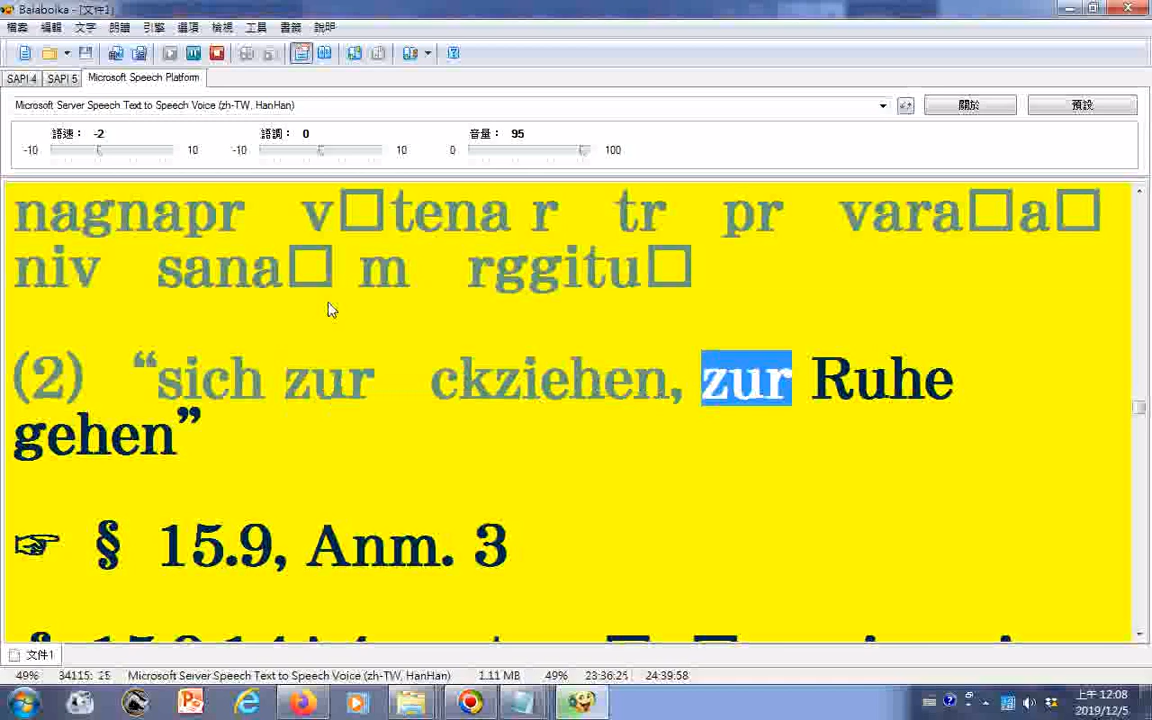 Balabolka - [文件1]
檔案 編輯 文字 朗讀 引擎 選項 檢視 工具 書籤 說明
SAPI 4 SAPI 5 Microsoft Speech Platform
Microsoft Server Speech Text to Speech Voice (zh-TW, HanHan) 關於 預設
語速： -2 語調： 0 音量： 95
-10 10 -10 10 0 100
nagnapr v□tena r tr pr vara□a□
niv sana□ m rggitu□
(2) “sich zur ckziehen, zur Ruhe
gehen”
☞ § 15.9, Anm. 3
文件1
49% 34115: 25 Microsoft Server Speech Text to Speech Voice (zh-TW, HanHan) 1.11 MB 49% 23:36:25 24:39:58
上午 12:08
2019/12/5